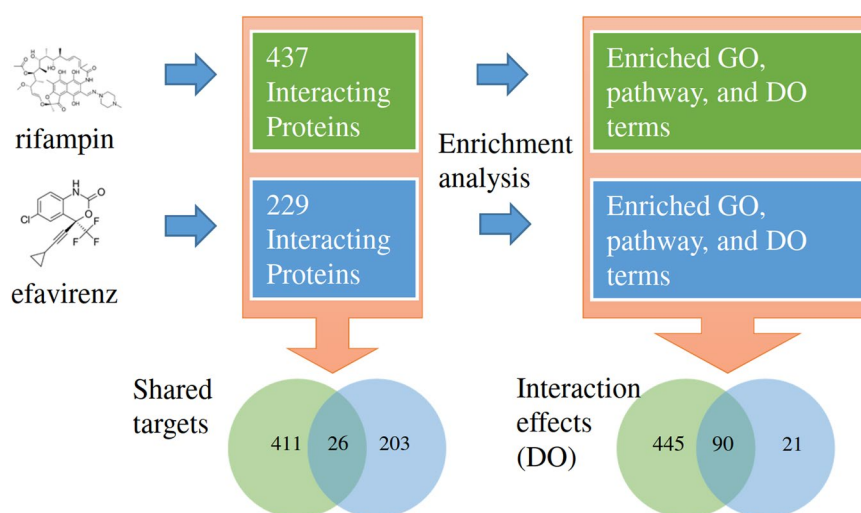 rifampin
437
Interacting
Proteins
Enriched GO,
pathway, and DO
terms
Enrichment
analysis
efavirenz
229
Interacting
Proteins
Enriched GO,
pathway, and DO
terms
Shared
targets
411 26 203
Interaction
effects
(DO)
445 90 21